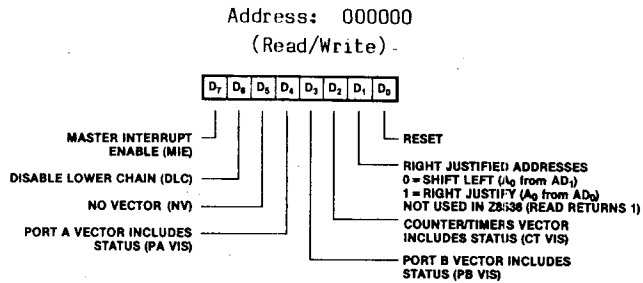 Address: 000000
(Read/Write)
D7 D6 D5 D4 D3 D2 D1 D0
MASTER INTERRUPT
ENABLE (MIE)
DISABLE LOWER CHAIN (DLC)
NO VECTOR (NV)
PORT A VECTOR INCLUDES
STATUS (PA VIS)
RESET
RIGHT JUSTIFIED ADDRESSES
0 = SHIFT LEFT (A0 from AD1)
1 = RIGHT JUSTIFY (A0 from AD0)
NOT USED IN Z8536 (READ RETURNS 1)
COUNTER/TIMERS VECTOR
INCLUDES STATUS (CT VIS)
PORT B VECTOR INCLUDES
STATUS (PB VIS)